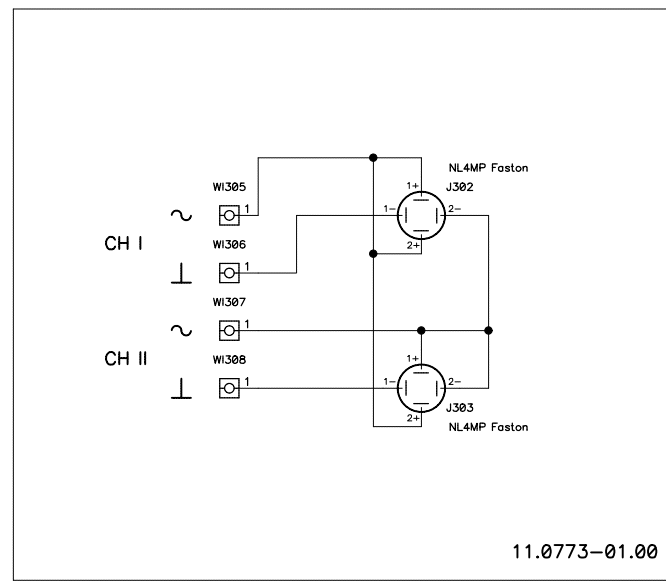 NL4MP Faston
WI305
1+
J302
~
1
1-
2-
CH I
WI306
2+
⊥
1
WI307
~
1
CH II
WI308
1+
⊥
1
1-
2-
J303
2+
NL4MP Faston
11.0773-01.00